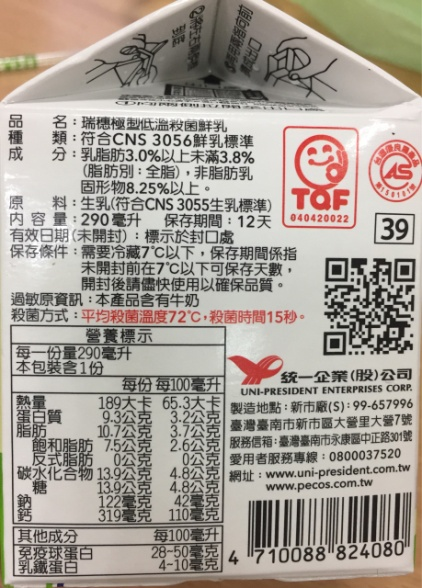 品　　名：瑞穗極型低溫殺菌鮮乳
種　　類：符合CNS 3056鮮乳標準
成　　分：乳脂肪3.0%以上未滿3.8%
(脂肪別：全脂)，非脂肪乳
固形物8.25%以上。
原　　料：生乳(符合CNS 3055生乳標準)
內 容 量：290毫升　保存期間：12天
有效日期(未開封)：標示於封口處
保存條件：需要冷藏7℃以下，保存期間係指
未開封前在7℃以下可保存天數，
開封後請儘快使用以確保品質。
過敏原資訊：本產品含有牛奶
殺菌方式：平均殺菌溫度72℃，殺菌時間15秒。
TQF
040420022
AS
39
營養標示
每一份量290毫升
本包裝含1份
每份 每100毫升
熱量 189大卡 65.3大卡
蛋白質 9.3公克 3.2公克
脂肪 10.7公克 3.7公克
飽和脂肪 7.5公克 2.6公克
反式脂肪 0公克 0公克
碳水化合物 13.9公克 4.8公克
糖 13.9公克 4.8公克
鈉 122毫克 42毫克
鈣 319毫克 110毫克
其他成分 每100毫升
免疫球蛋白 28-50毫克
乳鐵蛋白 4-10毫克
統一企業(股)公司
UNI-PRESIDENT ENTERPRISES CORP.
製造地點：新市廠(S)：99-657996
臺灣臺南市新市區大營里大營7號
服務信箱：臺灣臺南市永康區中正路301號
愛用者服務專線：0800037520
網址：www.uni-president.com.tw
www.pecos.com.tw
4 710088 824080